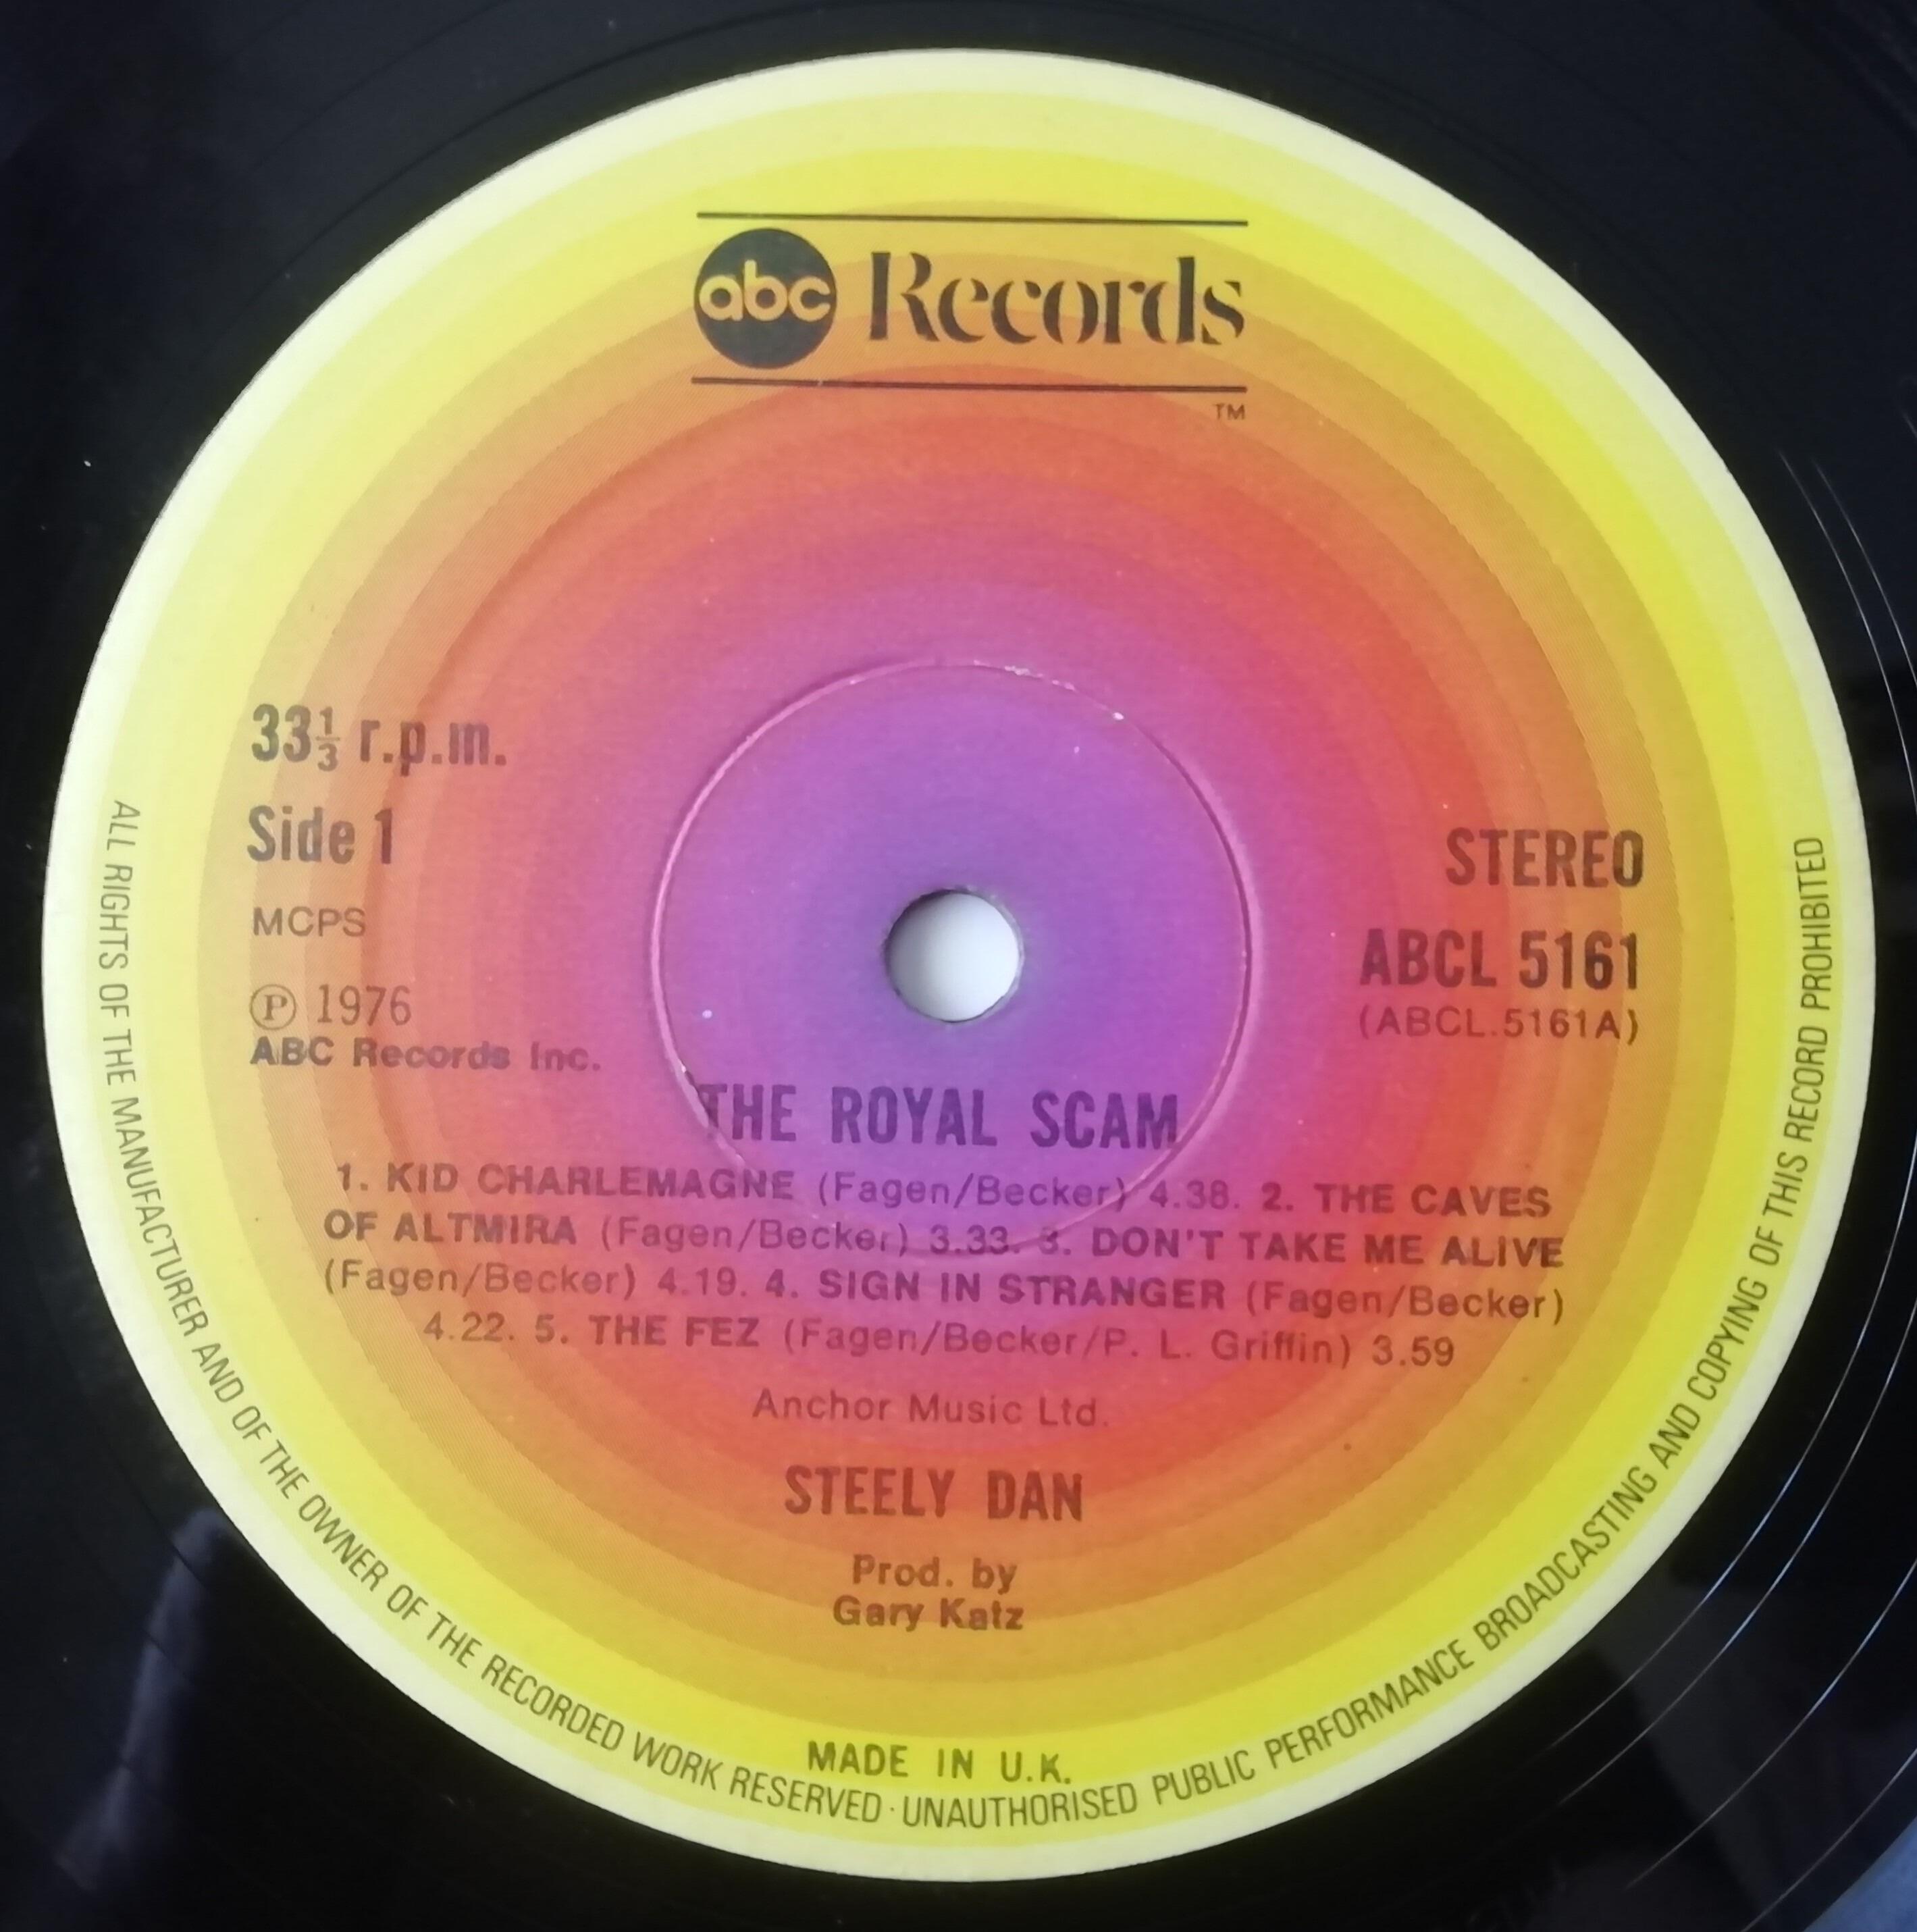 abc Records
TM
33⅓ r.p.m.
Side 1
MCPS
Ⓟ 1976
ABC Records Inc.
STEREO
ABCL 5161
(ABCL.5161A)
THE ROYAL SCAM
1. KID CHARLEMAGNE (Fagen/Becker) 4.38. 2. THE CAVES
OF ALTMIRA (Fagen/Becker) 3.33. 3. DON'T TAKE ME ALIVE
(Fagen/Becker) 4.19. 4. SIGN IN STRANGER (Fagen/Becker)
4.22. 5. THE FEZ (Fagen/Becker/P. L. Griffin) 3.59
Anchor Music Ltd.
STEELY DAN
Prod. by
Gary Katz
MADE IN U.K.
ALL RIGHTS OF THE MANUFACTURER AND OF THE OWNER OF THE RECORDED WORK RESERVED · UNAUTHORISED PUBLIC PERFORMANCE BROADCASTING AND COPYING OF THIS RECORD PROHIBITED